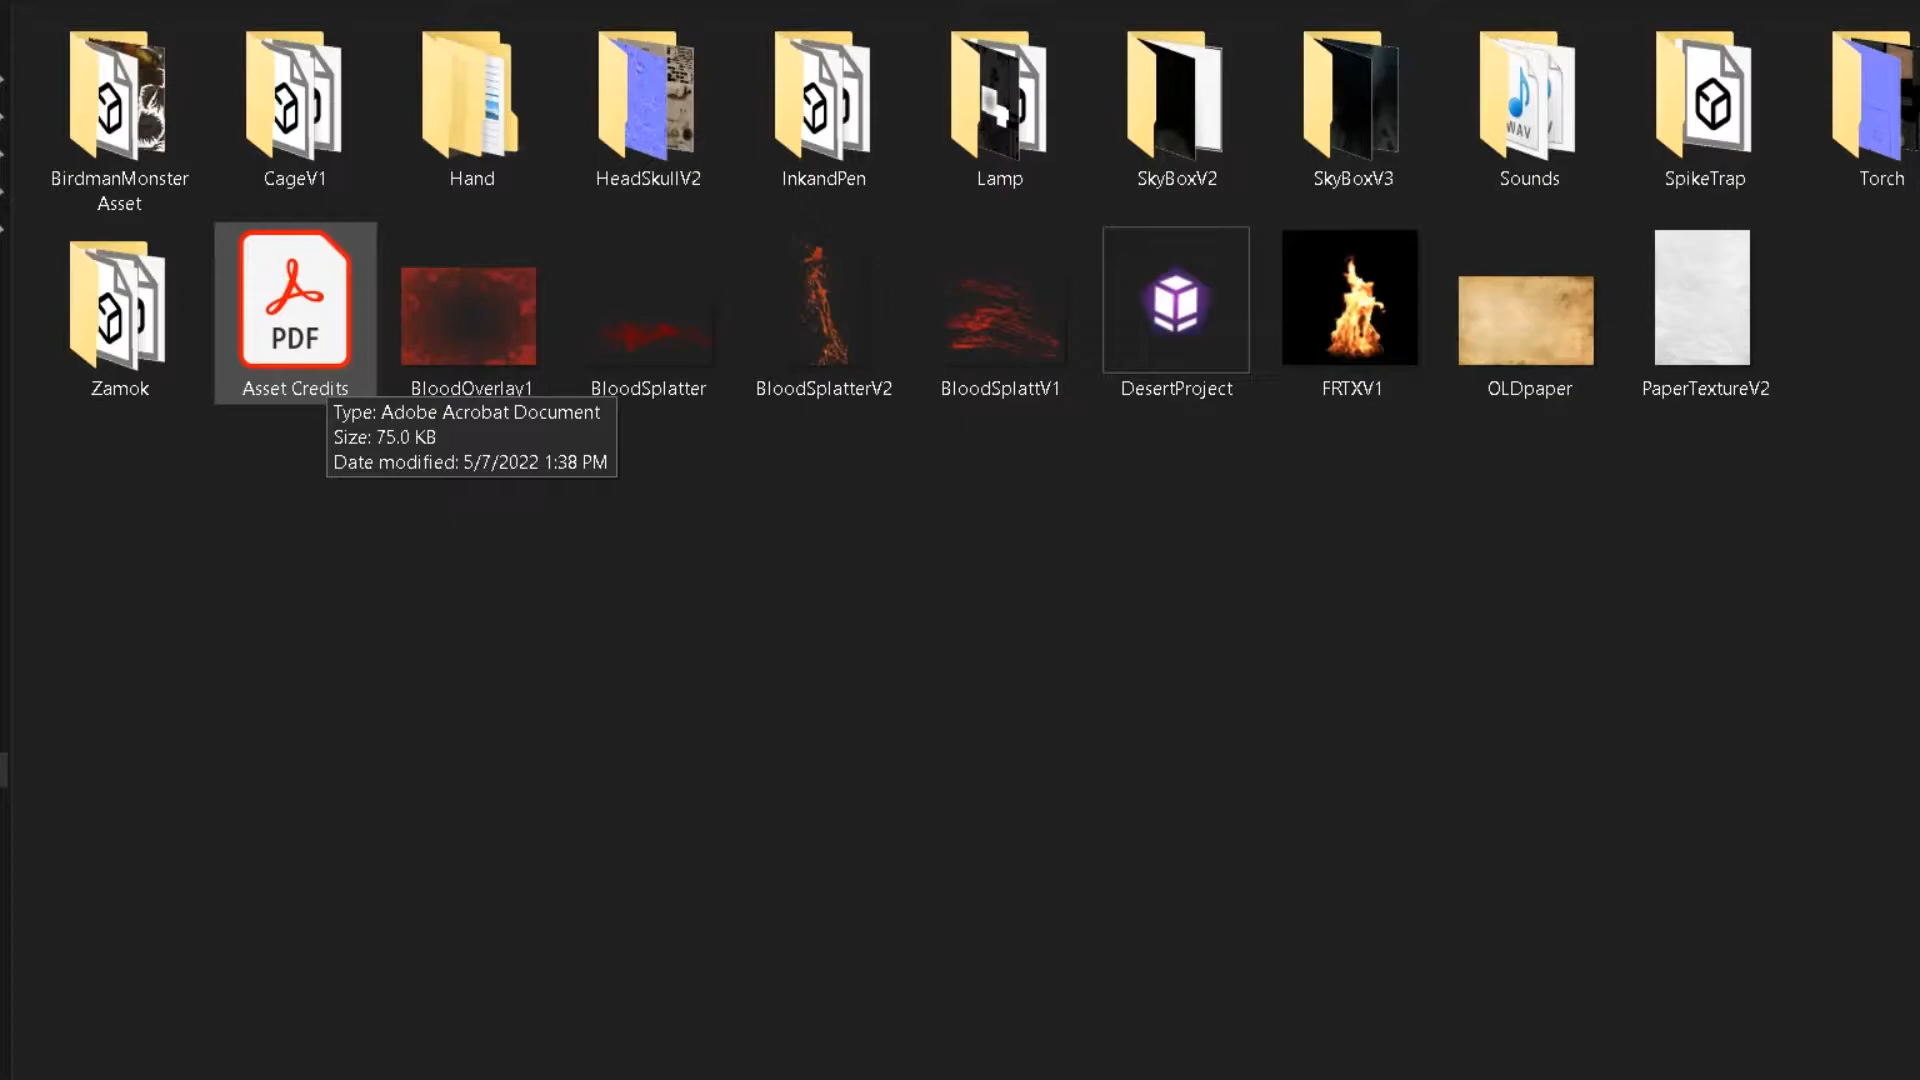 BirdmanMonster
Asset
CageV1
Hand
HeadSkullV2
InkandPen
Lamp
SkyBoxV2
SkyBoxV3
WAV
Sounds
SpikeTrap
Torch
Zamok
PDF
Asset Credits
BloodOverlay1
BloodSplatter
BloodSplatterV2
BloodSplattV1
DesertProject
FRTXV1
OLDpaper
PaperTextureV2
Type: Adobe Acrobat Document
Size: 75.0 KB
Date modified: 5/7/2022 1:38 PM